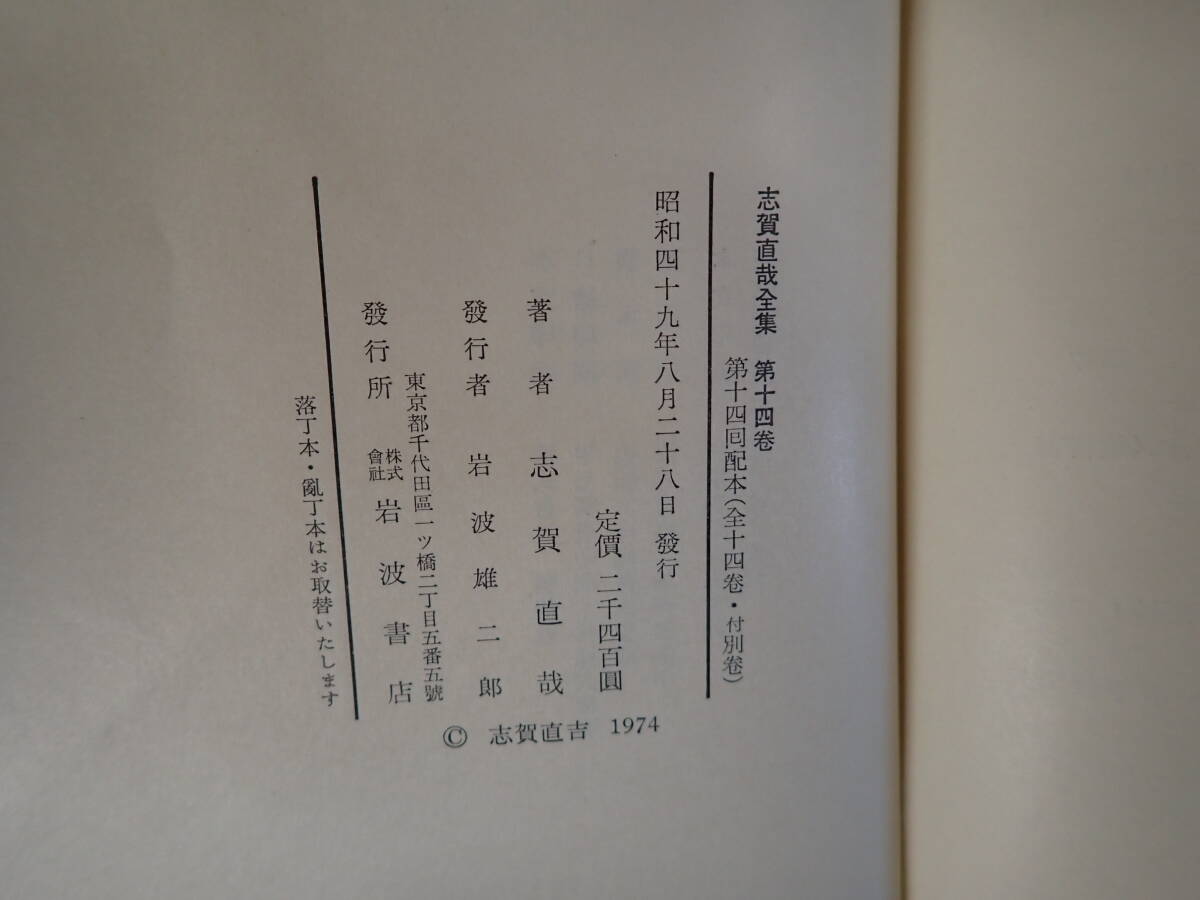 志賀直哉全集 第十四卷
第十四回配本(全十四卷・付別卷)
昭和四十九年八月二十八日 發行
定價 二千四百圓
著者 志賀直哉
發行者 岩波雄二郎
東京都千代田區一ツ橋二丁目五番五號
發行所 株式會社 岩波書店
落丁本・亂丁本はお取替いたします
© 志賀直吉 1974